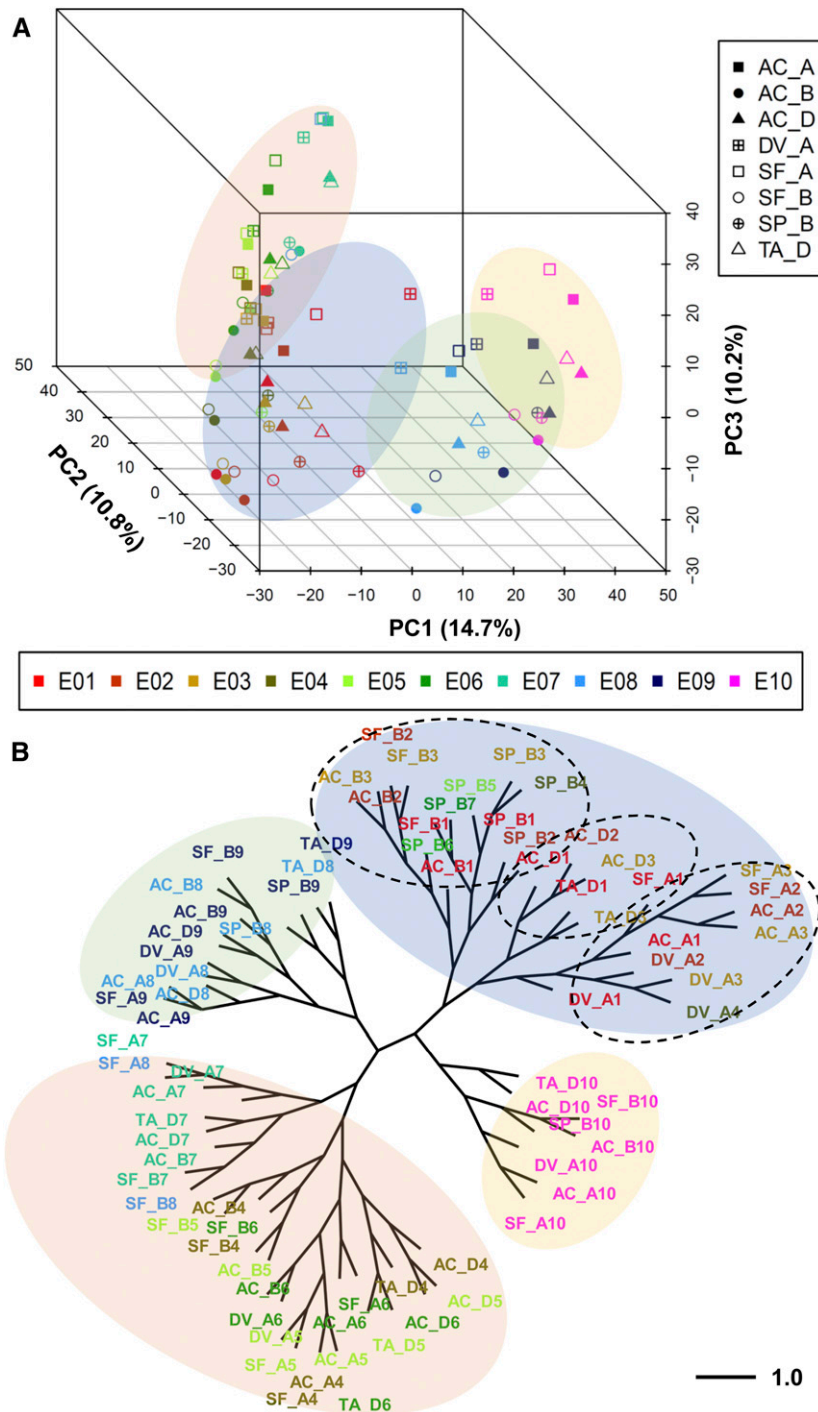 A
AC_A
AC_B
AC_D
DV_A
SF_A
SF_B
SP_B
TA_D
40
30
20
10
0
−10
−20
−30
PC3 (10.2%)
50
40
30
20
10
0
−10
−20
−30
PC2 (10.8%)
−30 −20 −10 0 10 20 30 40 50
PC1 (14.7%)
E01 E02 E03 E04 E05 E06 E07 E08 E09 E10
B
SF_B2
SF_B3 SP_B3
AC_B3 SP_B5 SP_B4
AC_B2 SP_B7
SF_B1 SP_B1
SP_B6 SP_B2 AC_D2
AC_B1 AC_D1 AC_D3
TA_D1 SF_A1 SF_A3
SF_A2
TA_D3 AC_A2
AC_A3
AC_A1
DV_A2
DV_A3
DV_A1 DV_A4
SF_B9 TA_D9
TA_D8
AC_B8 SP_B9
AC_B9
AC_D9 SP_B8
DV_A9
AC_A8 DV_A8
SF_A9 AC_D8
AC_A9
SF_A7
SF_A8 DV_A7
AC_A7
TA_D7
AC_D7
AC_B7
SF_B7
SF_B8 AC_B4
SF_B5 SF_B6
SF_B4
AC_B5
AC_B6
DV_A6
DV_A5
SF_A5
SF_A6
AC_A6
AC_A5
AC_A4
SF_A4
TA_D4
AC_D4
AC_D5
AC_D6
TA_D5
TA_D6
TA_D10
AC_D10 SF_B10
SP_B10
AC_B10
DV_A10
AC_A10
SF_A10
1.0